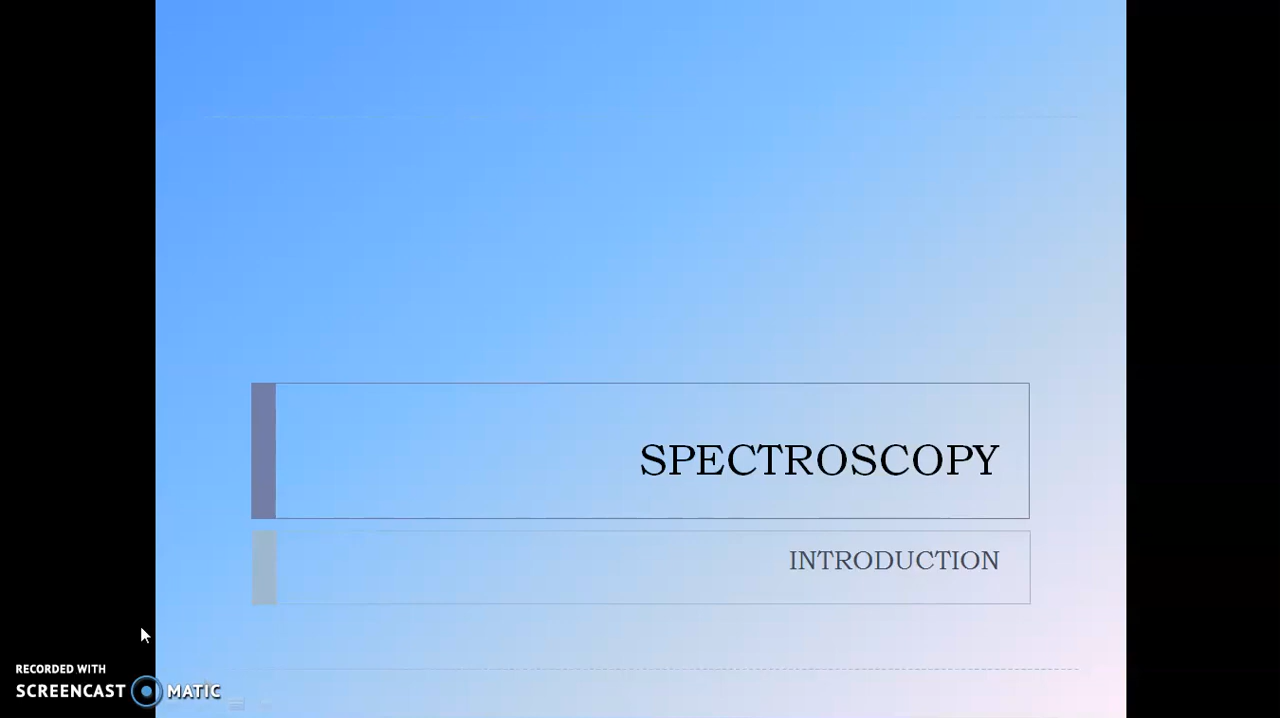 SPECTROSCOPY
INTRODUCTION
RECORDED WITH
SCREENCAST MATIC